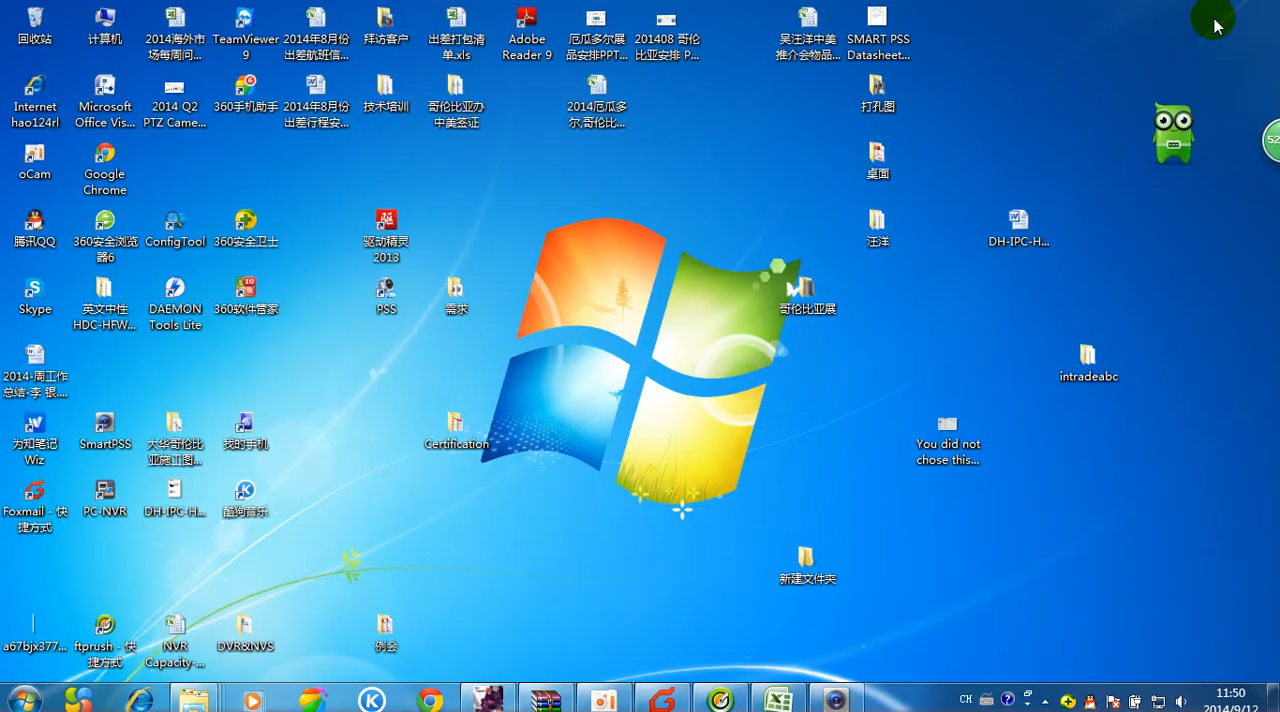 回收站
计算机
2014海外市
场每周问...
TeamViewer
9
2014年8月份
出差航班信...
拜访客户
出差打包清
单.xls
Adobe
Reader 9
厄瓜多尔展
品安排PPT...
201408 哥伦
比亚安排 P...
吴汪洋中美
推介会物品...
SMART PSS
Datasheet...
Internet
hao124rl
Microsoft
Office Vis...
2014 Q2
PTZ Came...
360手机助手
2014年8月份
出差行程安...
技术培训
哥伦比亚办
中美签证
2014厄瓜多
尔,哥伦比...
打孔图
52
oCam
Google
Chrome
桌面
腾讯QQ
360安全浏览
器6
ConfigTool
360安全卫士
驱动精灵
2013
汪洋
DH-IPC-H...
Skype
英文中性
HDC-HFW...
DAEMON
Tools Lite
10
360软件管家
PSS
需求
哥伦比亚展
2014-周工作
总结-李 银....
intradeabc
为知笔记
Wiz
SmartPSS
大华哥伦比
亚施工图...
我的手机
Certification
You did not
chose this...
Foxmail - 快
捷方式
PC-NVR
DH-IPC-H...
酷狗音乐
新建文件夹
a67bjx377...
ftprush - 快
捷方式
NVR
Capacity-...
DVR&NVS
例会
CH
11:50
2014/9/12